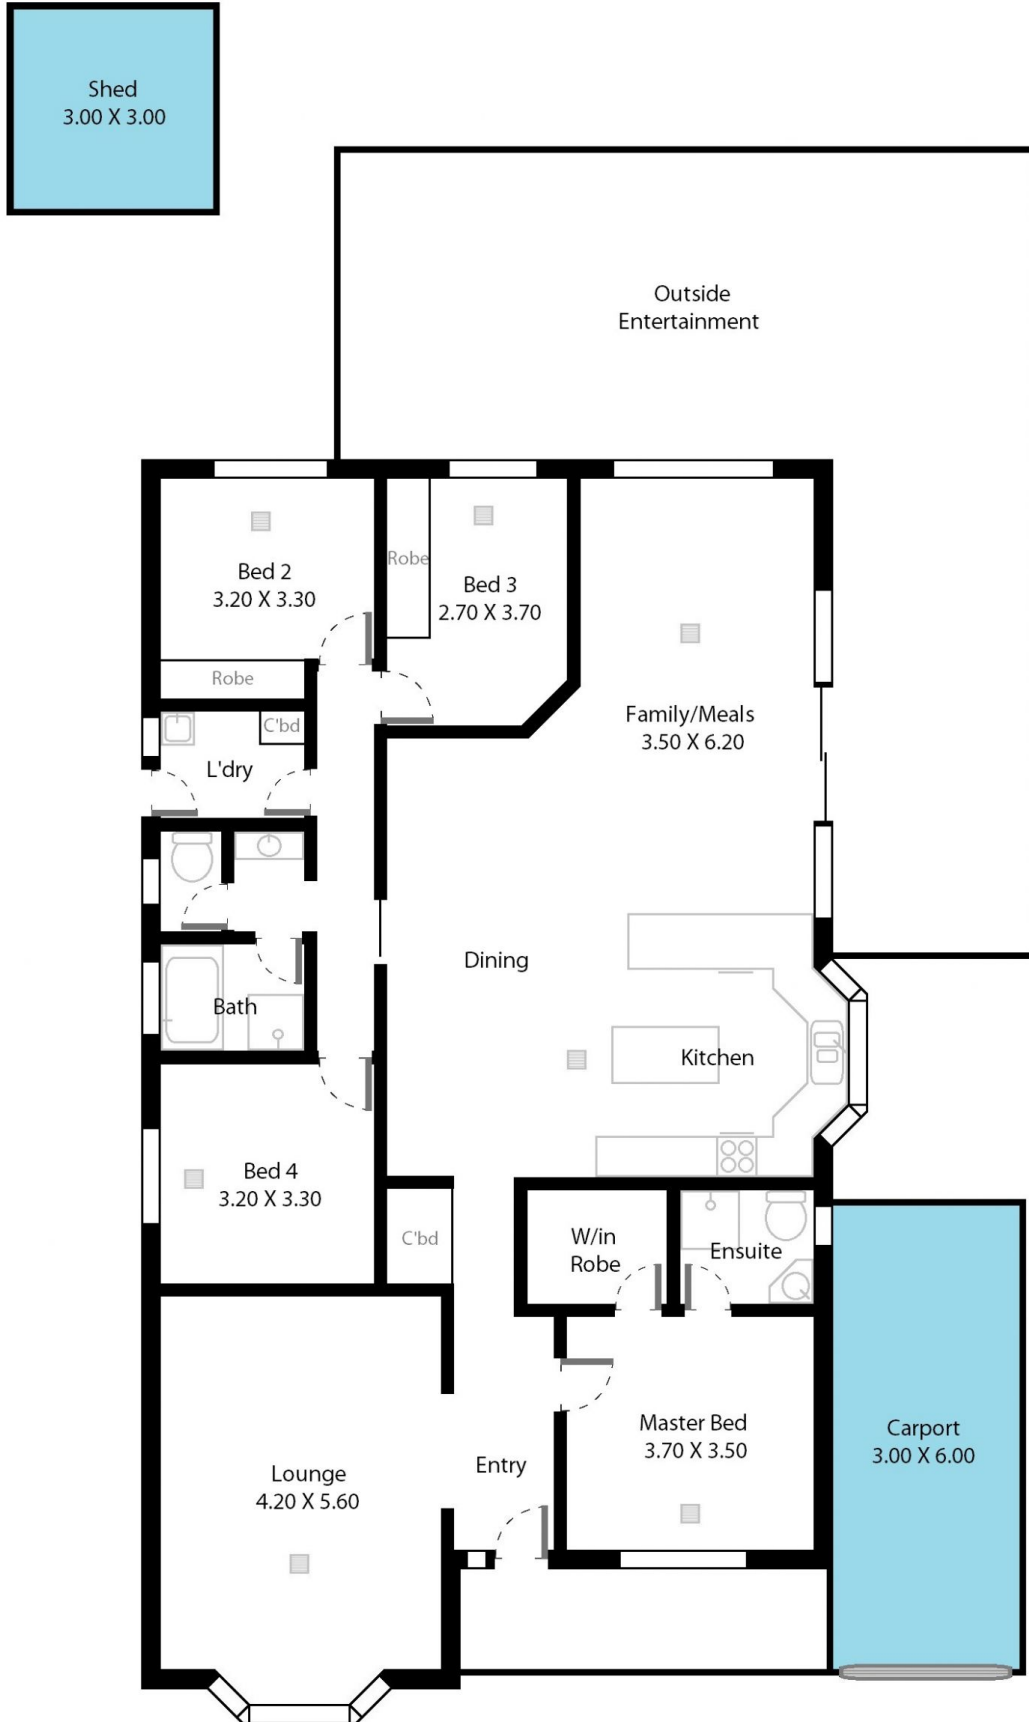 Shed
3.00 X 3.00
Outside
Entertainment
Bed 2
3.20 X 3.30
Robe
Robe
Bed 3
2.70 X 3.70
Family/Meals
3.50 X 6.20
C'bd
L'dry
Dining
Bath
Kitchen
Bed 4
3.20 X 3.30
C'bd
W/in
Robe
Ensuite
Master Bed
3.70 X 3.50
Carport
3.00 X 6.00
Entry
Lounge
4.20 X 5.60